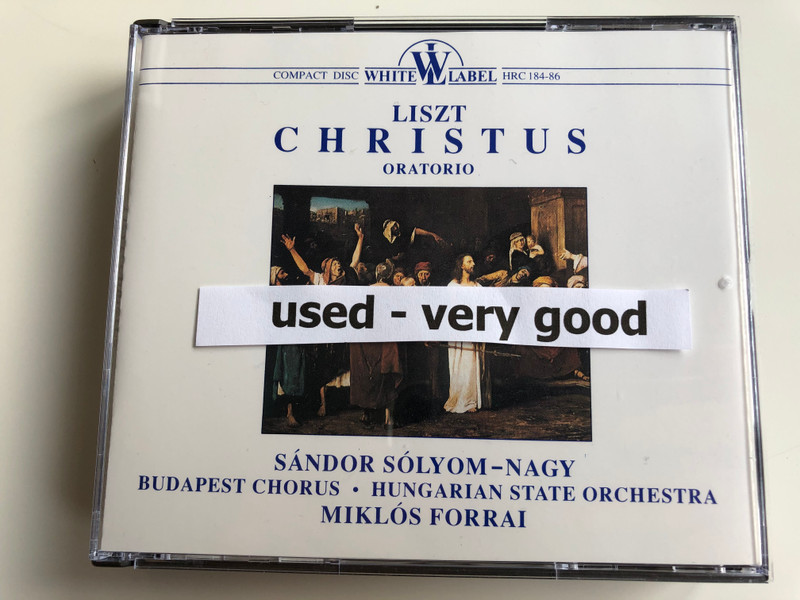 COMPACT DISC WHITE LABEL HRC 184-86
LISZT
CHRISTUS
ORATORIO
used - very good
SÁNDOR SÓLYOM-NAGY
BUDAPEST CHORUS • HUNGARIAN STATE ORCHESTRA
MIKLÓS FORRAI